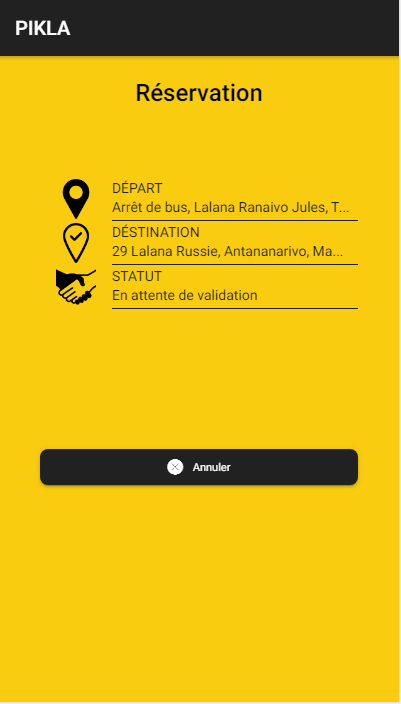 PIKLA
Réservation
DÉPART
Arrêt de bus, Lalana Ranaivo Jules, T...
DÉSTINATION
29 Lalana Russie, Antananarivo, Ma...
STATUT
En attente de validation
Annuler